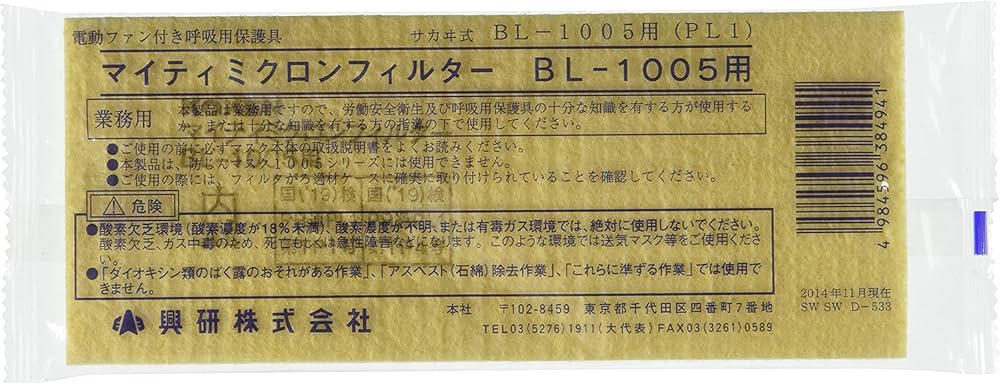 電動ファン付き呼吸用保護具 サカヰ式 BL-1005用(PL1)
マイティミクロンフィルター BL-1005用
業務用
本製品は業務用ですので、労働安全衛生及び呼吸用保護具の十分な知識を有する方が使用する
か、または十分な知識を有する方の指導の下で使用してください。
●ご使用の前に必ずマスク本体の取扱説明書をよくお読みください。
●本製品は、防じんマスク1005シリーズには使用できません。
●ご使用の際には、フィルタがろ過材ケースに確実に取り付けられていることを確認してください。
国('19)検 国('19)検
⚠危険
●酸素欠乏環境(酸素濃度が18%未満)、酸素濃度が不明、または有毒ガス環境では、絶対に使用しないでください。
酸素欠乏、ガス中毒のため、死亡もしくは急性障害などになります。このような環境では送気マスク等をご使用くださ
い。
●「ダイオキシン類のばく露のおそれがある作業」、「アスベスト(石綿)除去作業」、「これらに準ずる作業」では使用で
きません。
興研株式会社
本社 〒102-8459 東京都千代田区四番町7番地
TEL03(5276)1911(大代表)FAX03(3261)0589
4984596138494​1
2014年11月現在
SW SW D-533